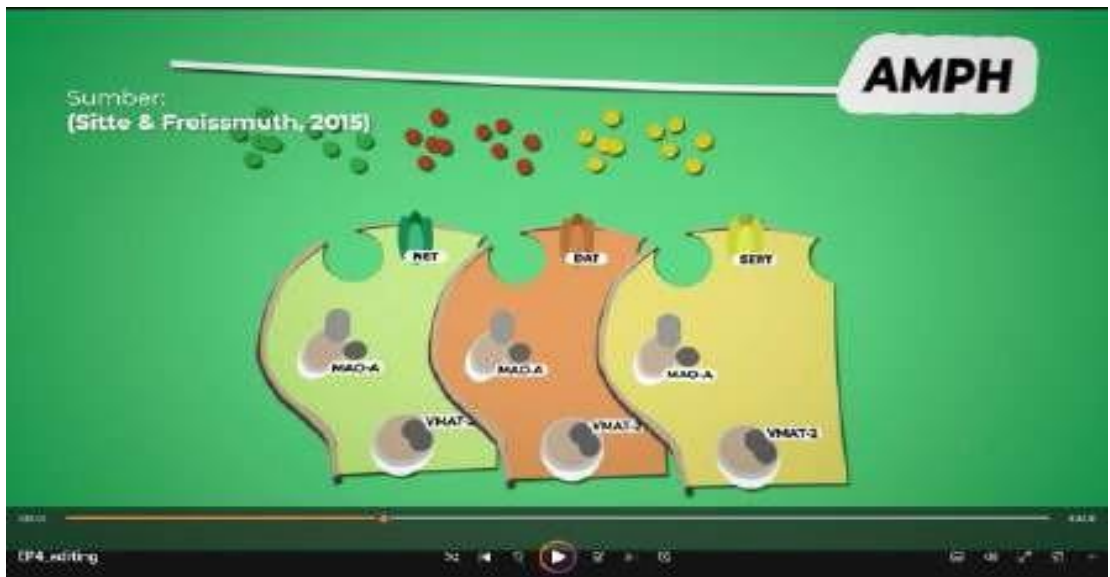 AMPH
Sumber:
(Sitte & Freissmuth, 2015)
NET
DAT
SERT
MAO-A
MAO-A
MAO-A
VMAT-2
VMAT-2
VMAT-2
EP4_editing